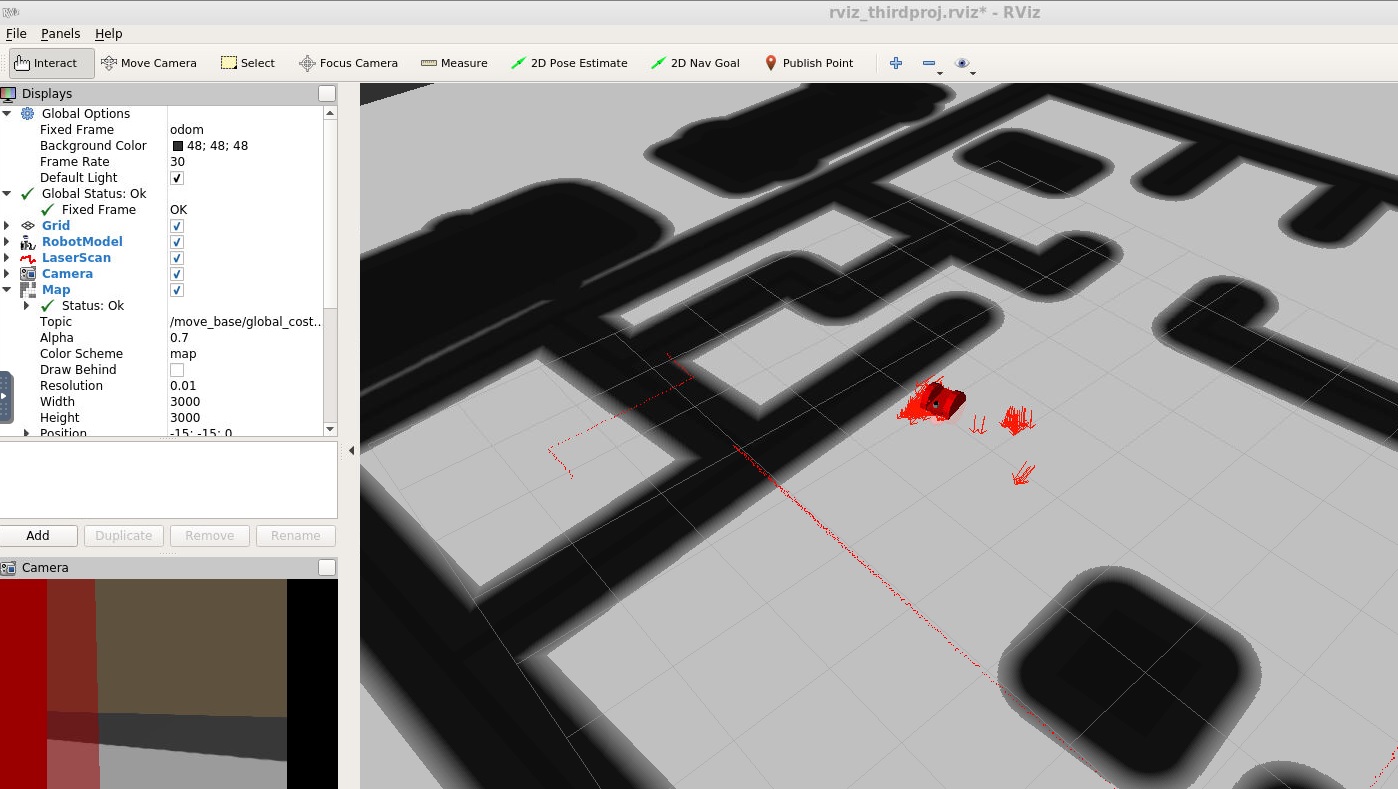 RViz
rviz_thirdproj.rviz* - RViz
File Panels Help
Interact Move Camera Select Focus Camera Measure 2D Pose Estimate 2D Nav Goal Publish Point
Displays
Global Options
Fixed Frame odom
Background Color 48; 48; 48
Frame Rate 30
Default Light
Global Status: Ok
Fixed Frame OK
Grid
RobotModel
LaserScan
Camera
Map
Status: Ok
Topic /move_base/global_cost...
Alpha 0.7
Color Scheme map
Draw Behind
Resolution 0.01
Width 3000
Height 3000
Position -15; -15; 0
Add Duplicate Remove Rename
Camera